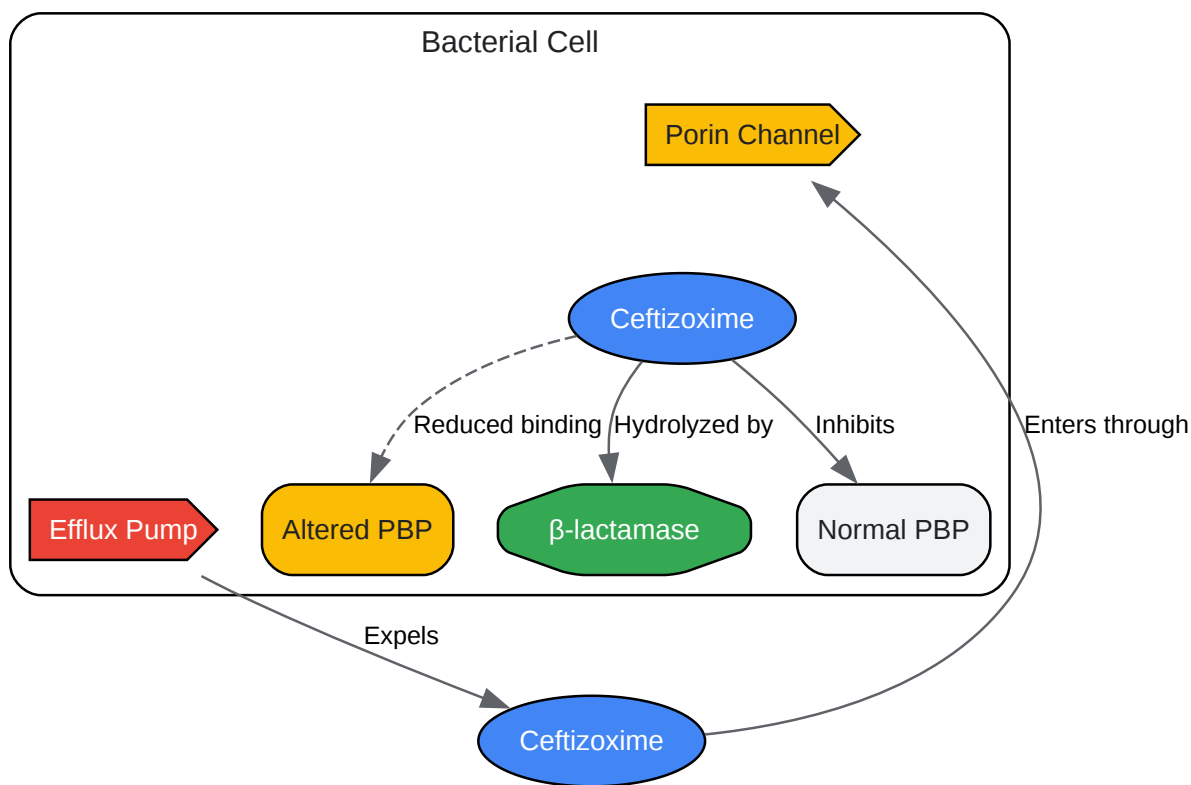 Bacterial Cell
Porin Channel
Ceftizoxime
Reduced binding
Hydrolyzed by
Inhibits
Enters through
Efflux Pump
Altered PBP
β-lactamase
Normal PBP
Expels
Ceftizoxime